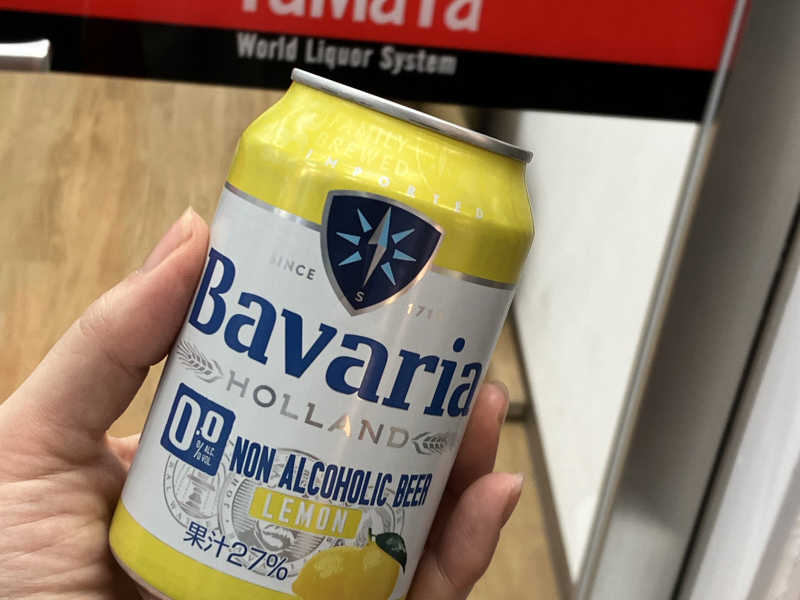 YaMaYa
World Liquor System
FAMILY
BREWED
IMPORTED
S
SINCE 1719
Bavaria
HOLLAND
0.0
% ALC.
% VOL.
NON ALCOHOLIC BEER
LEMON
果汁2.7%